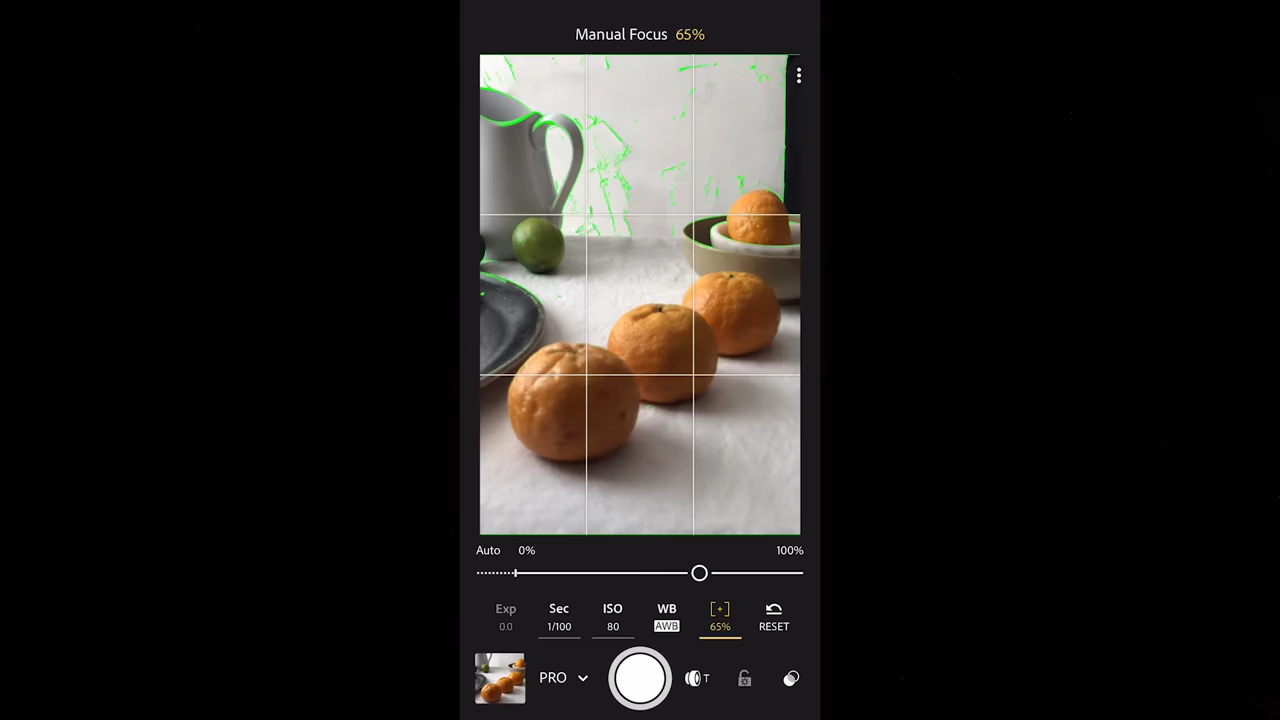 Manual Focus 65%
Auto 0% 100%
Exp Sec ISO WB [+]
0.0 1/100 80 AWB 65% RESET
PRO T